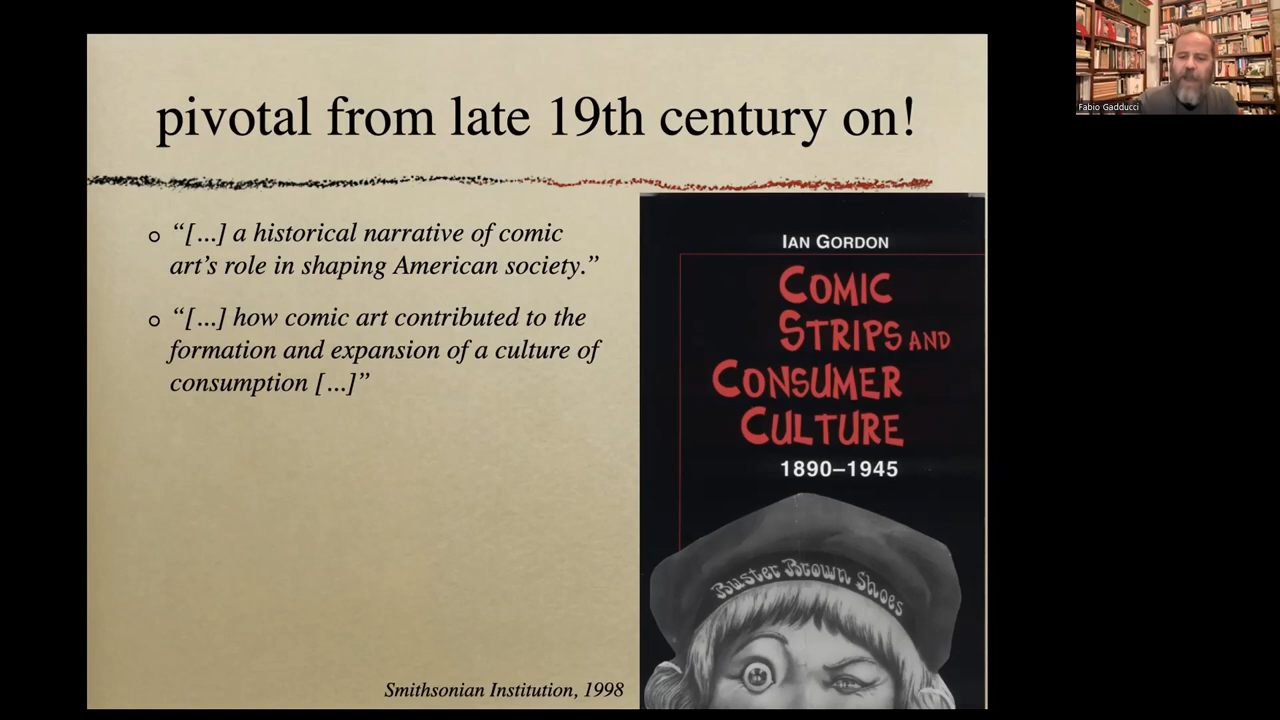 pivotal from late 19th century on!
“[…] a historical narrative of comic
art’s role in shaping American society.”
“[…] how comic art contributed to the
formation and expansion of a culture of
consumption […]”
Smithsonian Institution, 1998
IAN GORDON
COMIC
STRIPS AND
CONSUMER
CULTURE
1890–1945
Buster Brown Shoes
Fabio Gadducci